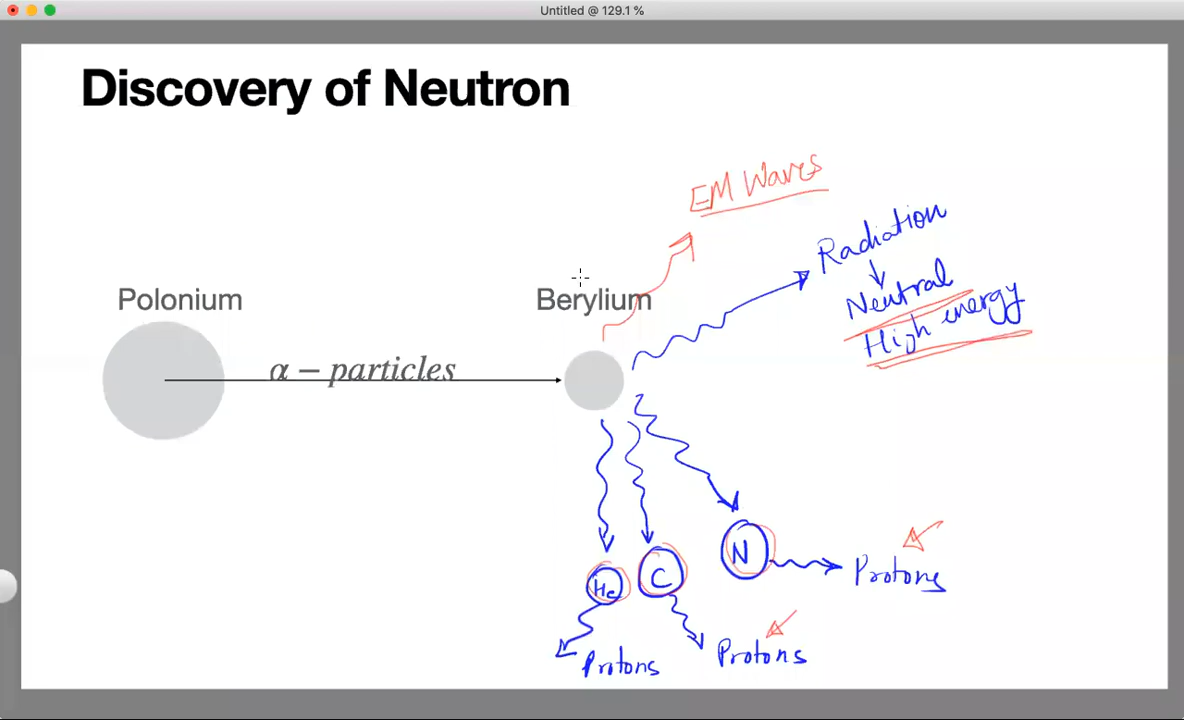 Untitled @ 129.1 %
Discovery of Neutron
EM Waves
Radiation
Neutral
High energy
Polonium
Berylium
α – particles
N
Protons
He
C
Protons
Protons